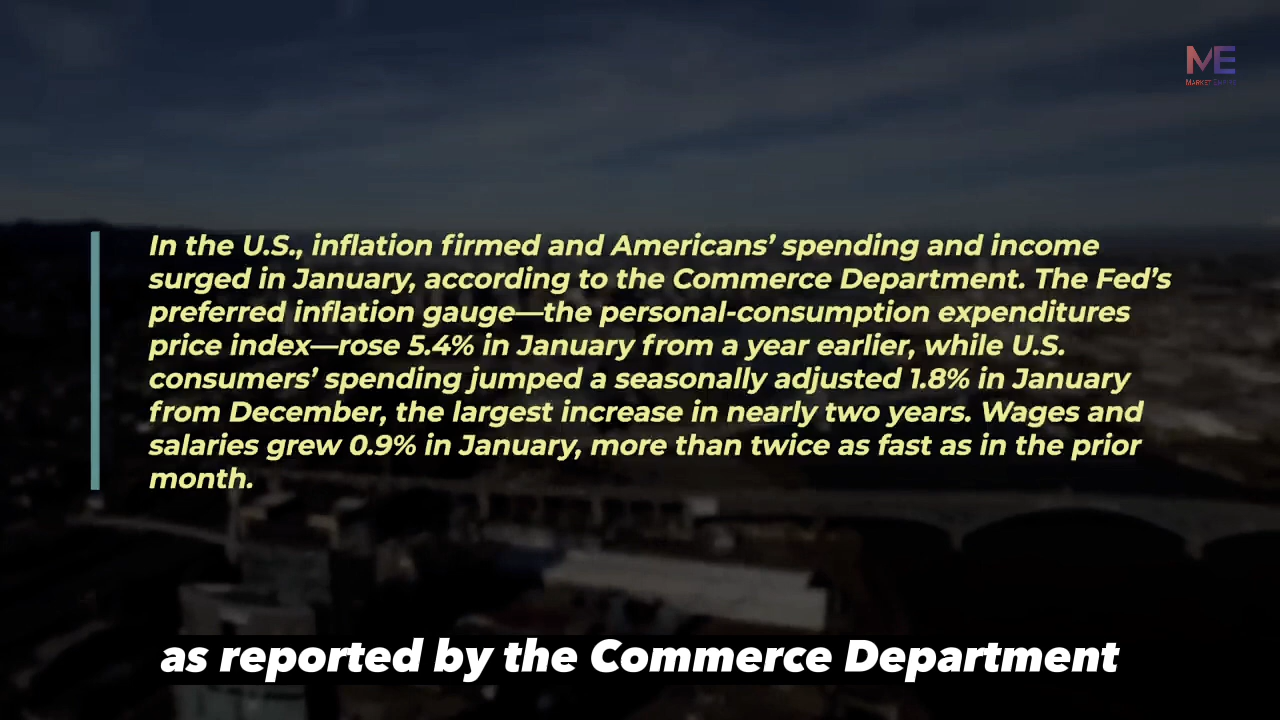 ME
MARKET EMPIRE
In the U.S., inflation firmed and Americans’ spending and income
surged in January, according to the Commerce Department. The Fed’s
preferred inflation gauge—the personal-consumption expenditures
price index—rose 5.4% in January from a year earlier, while U.S.
consumers’ spending jumped a seasonally adjusted 1.8% in January
from December, the largest increase in nearly two years. Wages and
salaries grew 0.9% in January, more than twice as fast as in the prior
month.
as reported by the Commerce Department